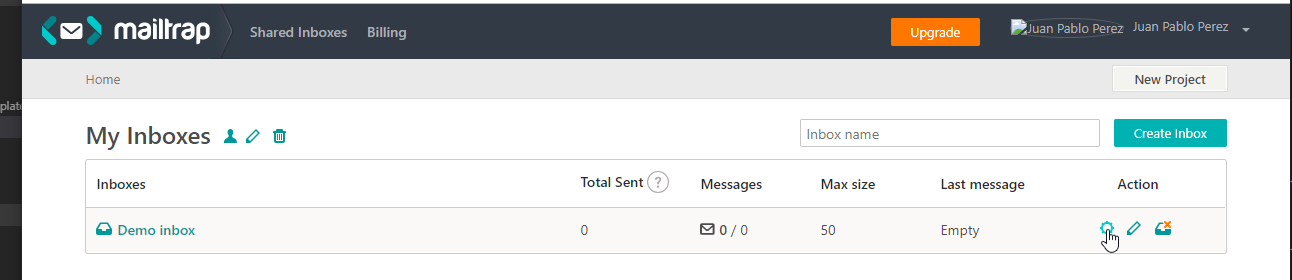 mailtrap
Shared Inboxes
Billing
Upgrade
Juan Pablo Perez
Juan Pablo Perez
Home
New Project
plate
My Inboxes
Inbox name
Create Inbox
Inboxes
Total Sent ?
Messages
Max size
Last message
Action
Demo inbox
0
0 / 0
50
Empty